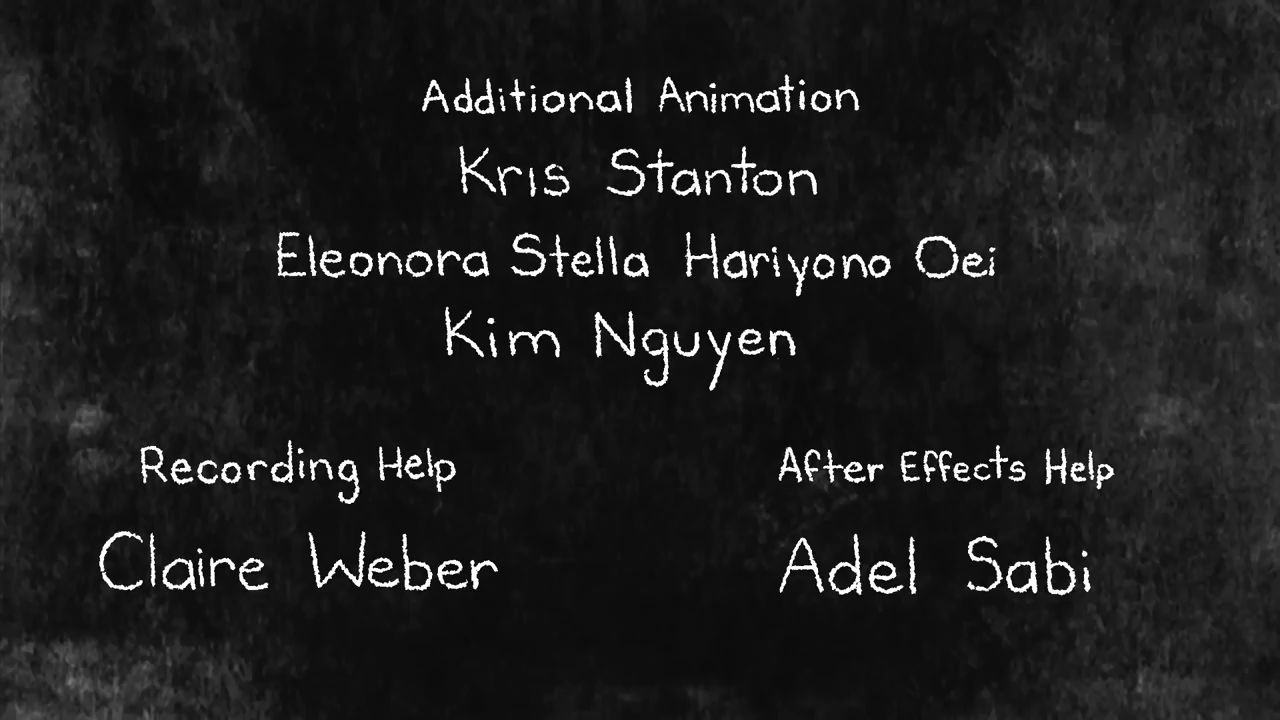 Additional Animation
Kris Stanton
Eleonora Stella Hariyono Oei
Kim Nguyen
Recording Help
Claire Weber
After Effects Help
Adel Sabi